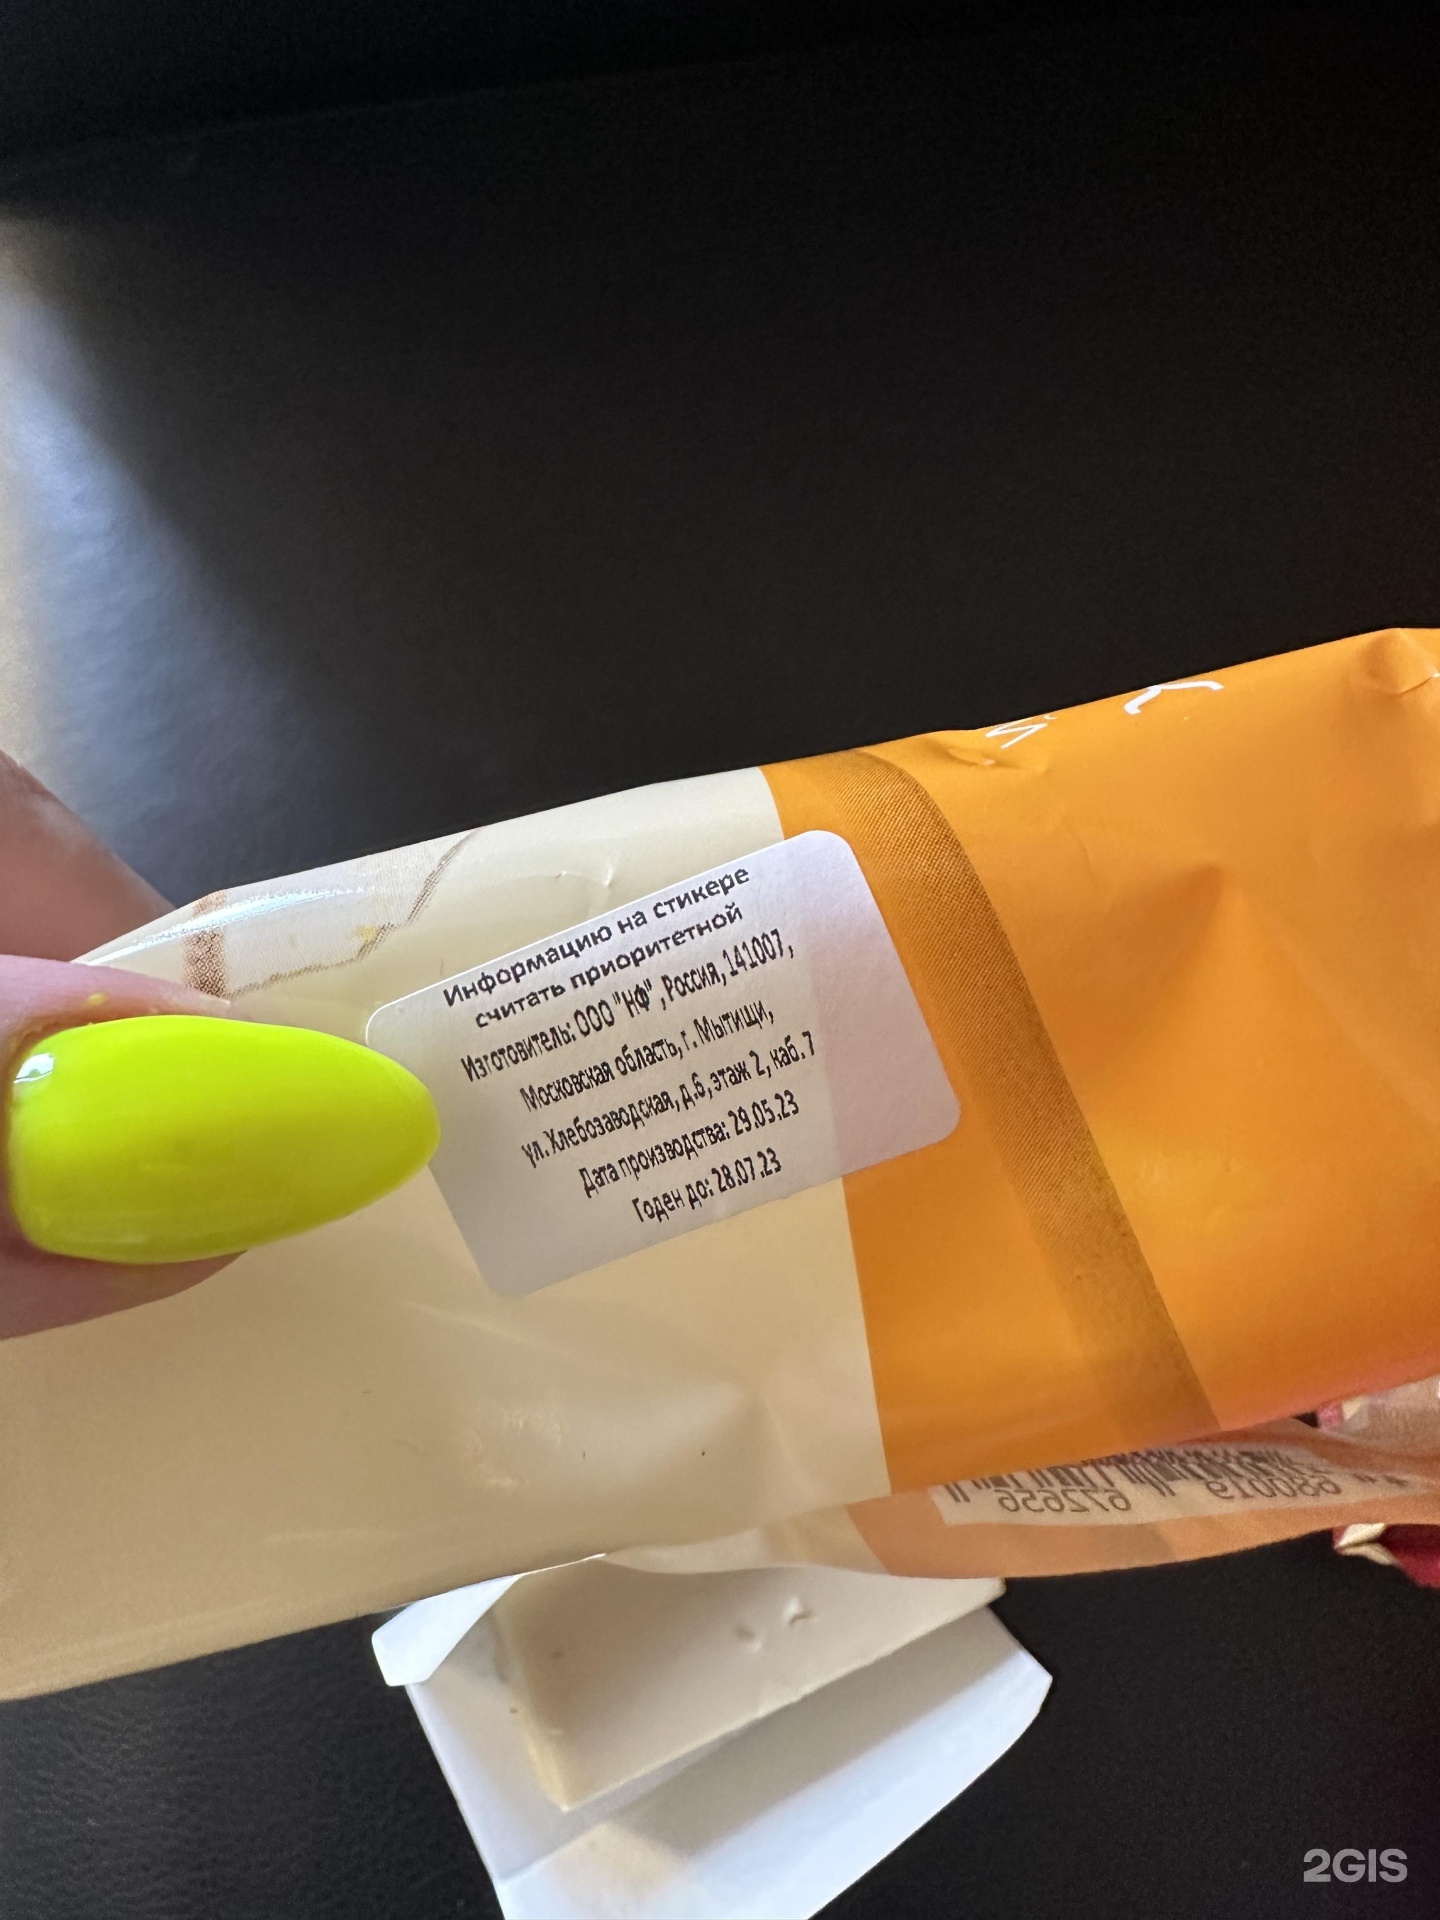 й
Информацию на стикере
считать приоритетной
Изготовитель: ООО "НФ" , Россия, 141007,
Московская область, г. Мытищи,
ул. Хлебозаводская, д.6, этаж 2, каб. 7
Дата производства: 29.05.23
Годен до: 28.07.23
2GIS